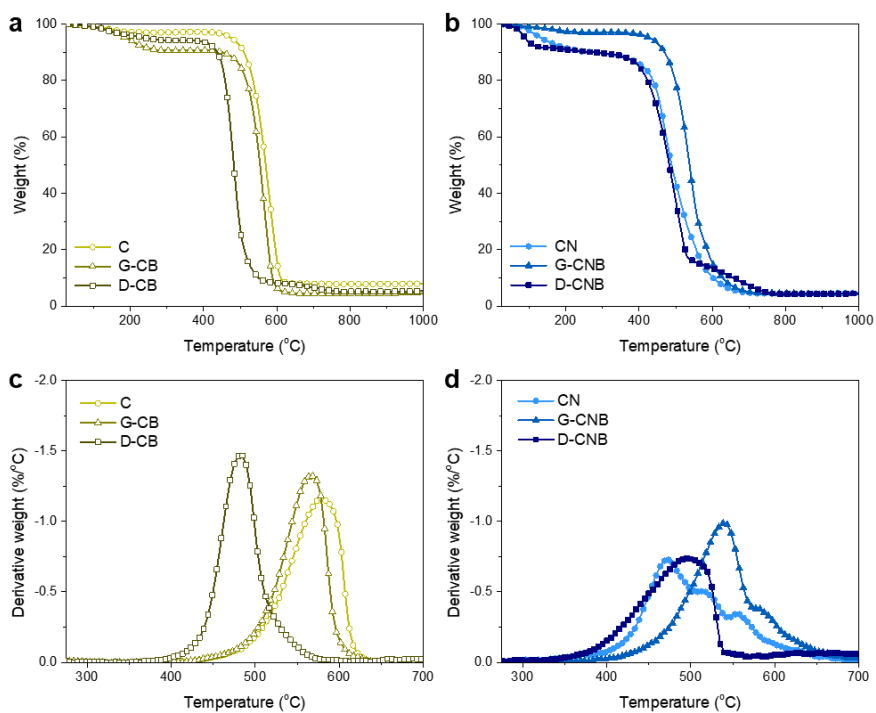 a
100
80
60
40
20
0
Weight (%)
C
G-CB
D-CB
200 400 600 800 1000
Temperature (°C)
b
100
80
60
40
20
0
Weight (%)
CN
G-CNB
D-CNB
200 400 600 800 1000
Temperature (°C)
c
-2.0
-1.5
-1.0
-0.5
0.0
Derivative weight (%/°C)
C
G-CB
D-CB
300 400 500 600 700
Temperature (°C)
d
-2.0
-1.5
-1.0
-0.5
0.0
Derivative weight (%/°C)
CN
G-CNB
D-CNB
300 400 500 600 700
Temperature (°C)